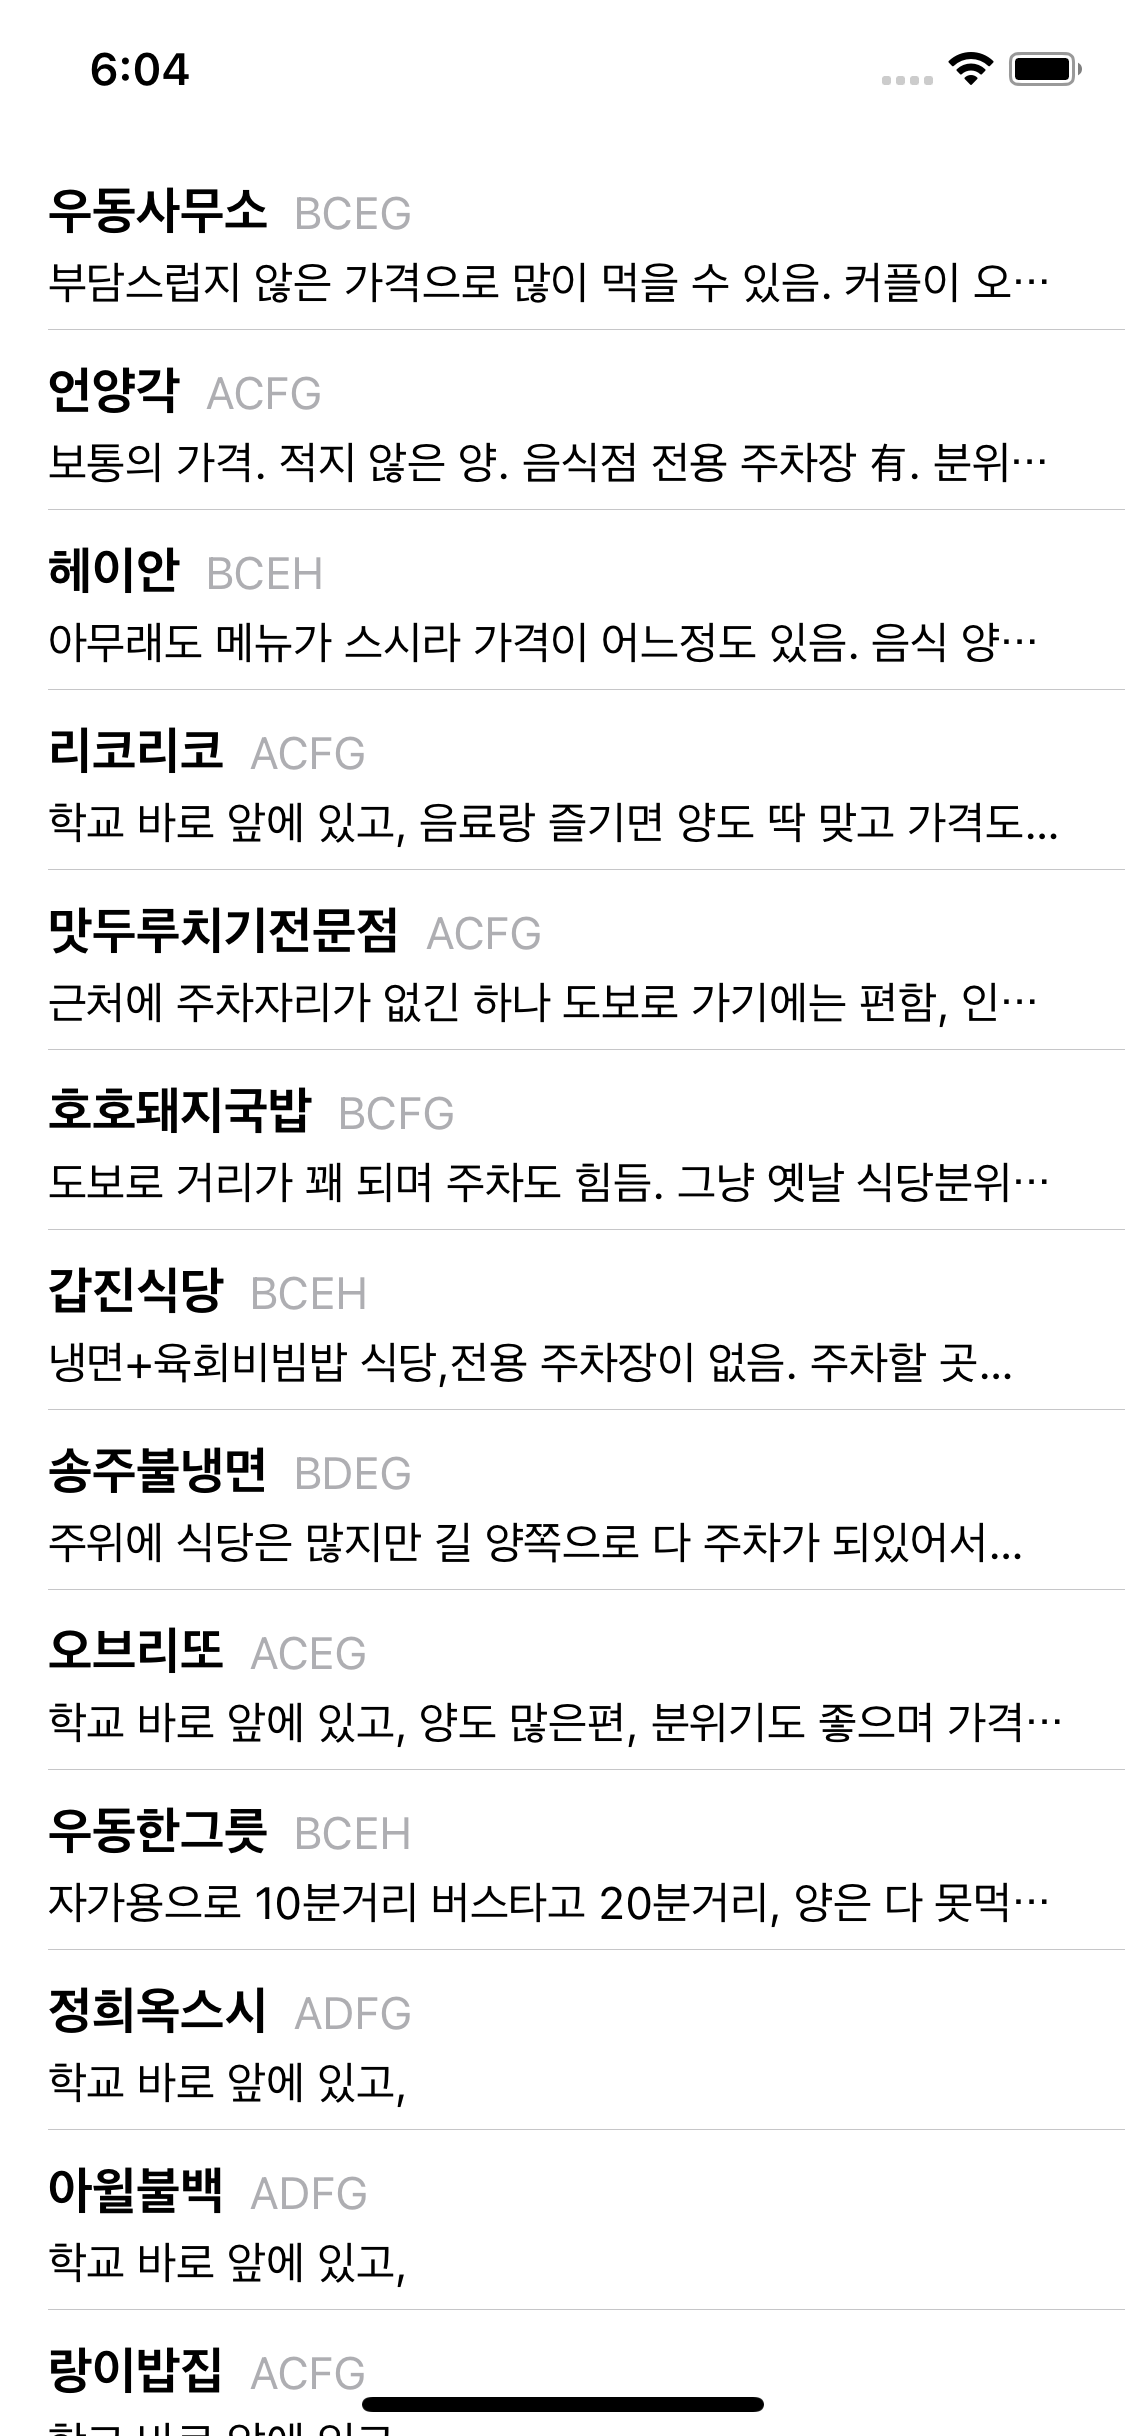 6:04
우동사무소 BCEG
부담스럽지 않은 가격으로 많이 먹을 수 있음. 커플이 오…
언양각 ACFG
보통의 가격. 적지 않은 양. 음식점 전용 주차장 有. 분위…
헤이안 BCEH
아무래도 메뉴가 스시라 가격이 어느정도 있음. 음식 양…
리코리코 ACFG
학교 바로 앞에 있고, 음료랑 즐기면 양도 딱 맞고 가격도...
맛두루치기전문점 ACFG
근처에 주차자리가 없긴 하나 도보로 가기에는 편함, 인…
호호돼지국밥 BCFG
도보로 거리가 꽤 되며 주차도 힘듬. 그냥 옛날 식당분위…
갑진식당 BCEH
냉면+육회비빔밥 식당,전용 주차장이 없음. 주차할 곳...
송주불냉면 BDEG
주위에 식당은 많지만 길 양쪽으로 다 주차가 되있어서...
오브리또 ACEG
학교 바로 앞에 있고, 양도 많은편, 분위기도 좋으며 가격…
우동한그릇 BCEH
자가용으로 10분거리 버스타고 20분거리, 양은 다 못먹…
정희옥스시 ADFG
학교 바로 앞에 있고,
아윌불백 ADFG
학교 바로 앞에 있고,
랑이밥집 ACFG